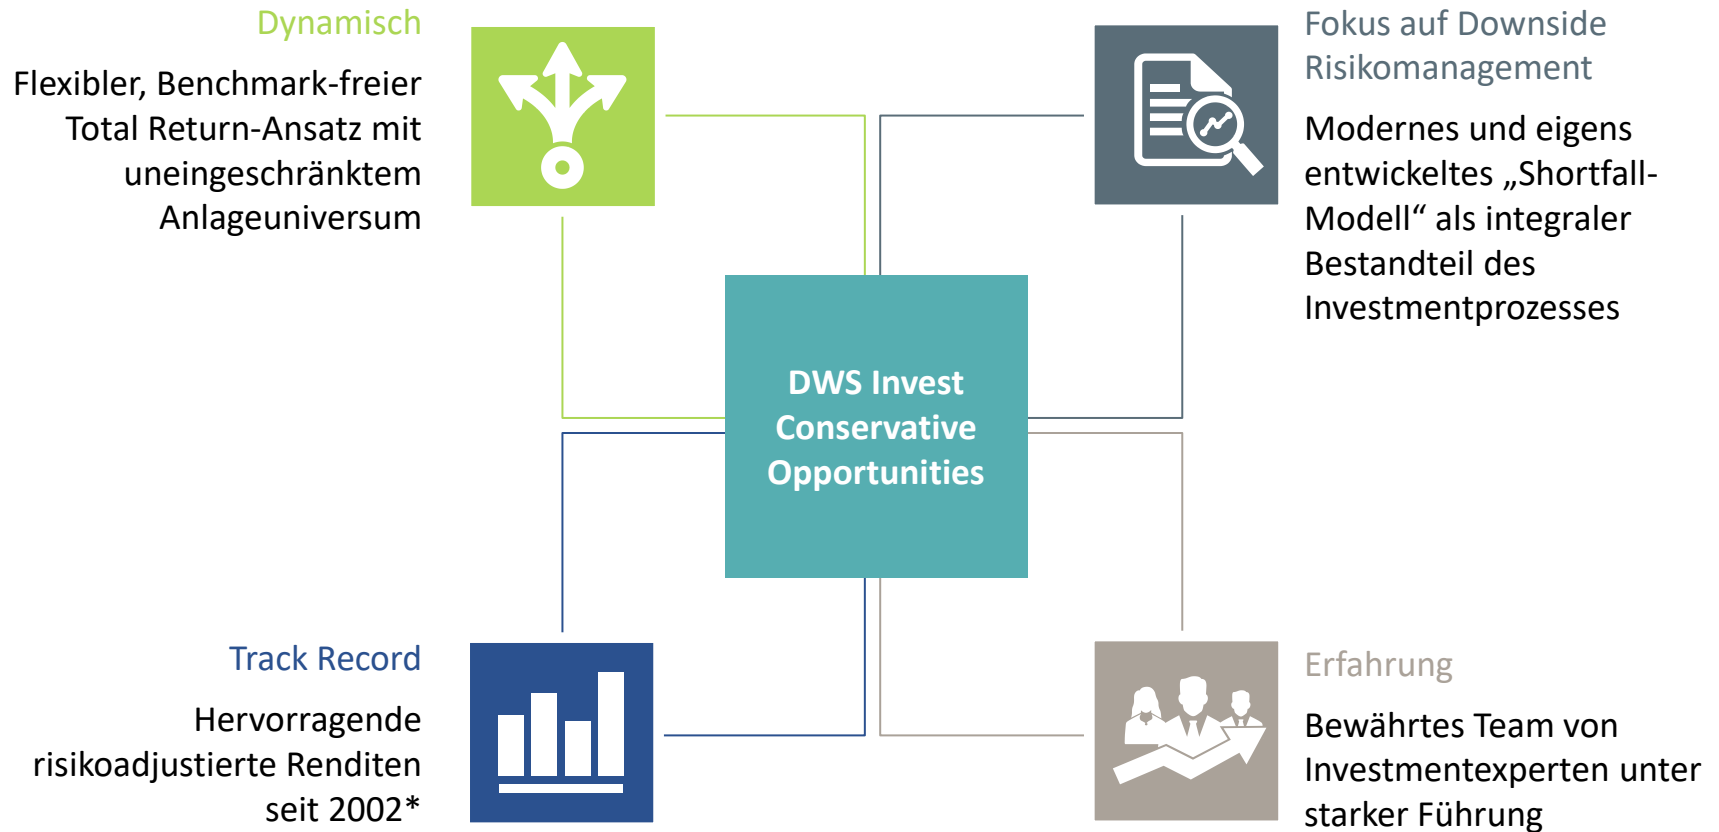 Dynamisch
Flexibler, Benchmark-freier
Total Return-Ansatz mit
uneingeschränktem
Anlageuniversum
Fokus auf Downside
Risikomanagement
Modernes und eigens
entwickeltes „Shortfall-
Modell“ als integraler
Bestandteil des
Investmentprozesses
DWS Invest
Conservative
Opportunities
Track Record
Hervorragende
risikoadjustierte Renditen
seit 2002*
Erfahrung
Bewährtes Team von
Investmentexperten unter
starker Führung